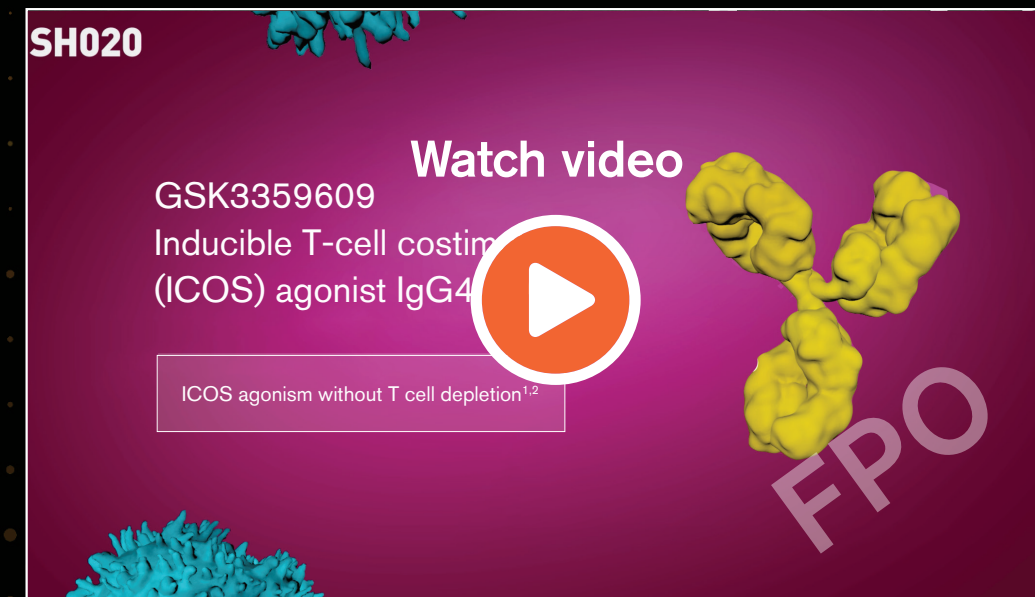 SH020
Watch video
GSK3359609
Inducible T-cell costim
(ICOS) agonist IgG4
ICOS agonism without T cell depletion1,2
FPO